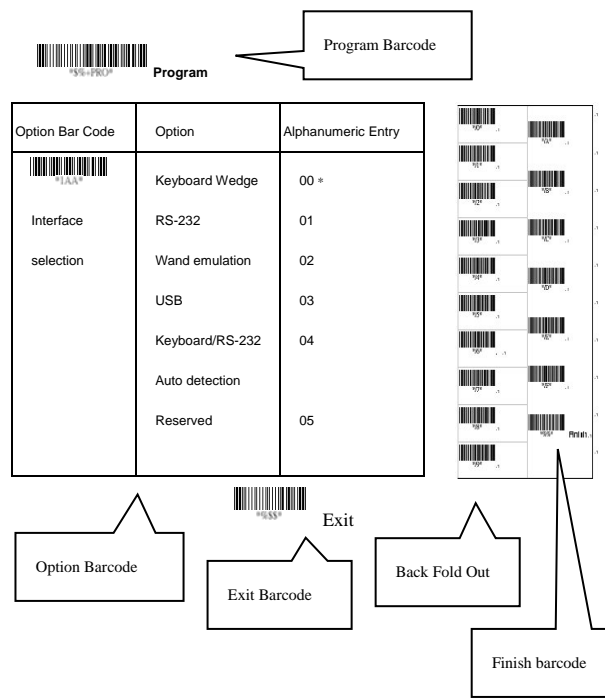 Program Barcode
*$%+PRO*
Program
Option Bar Code
Option
Alphanumeric Entry
*1AA*
Interface
selection
Keyboard Wedge
00 *
RS-232
01
Wand emulation
02
USB
03
Keyboard/RS-232
04
Auto detection
Reserved
05
Finish
Exit
Option Barcode
Exit Barcode
Back Fold Out
Finish barcode